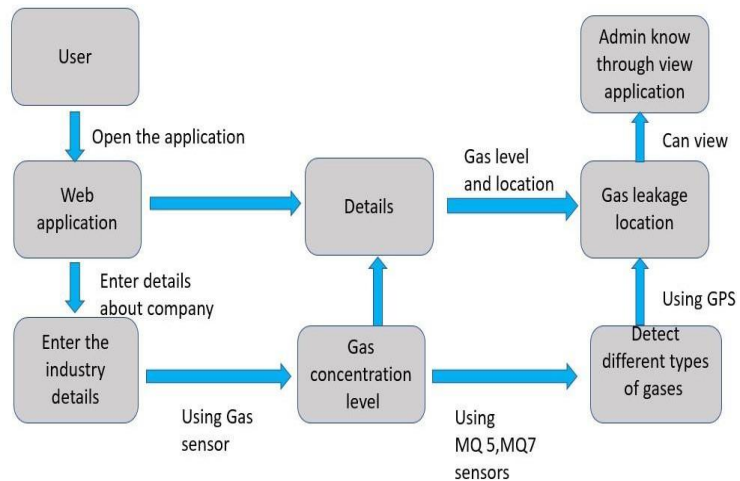 User
Open the application
Web
application
Enter details
about company
Enter the
industry
details
Using Gas
sensor
Details
Gas
concentration
level
Using
MQ 5,MQ7
sensors
Gas level
and location
Admin know
through view
application
Can view
Gas leakage
location
Using GPS
Detect
different types
of gases